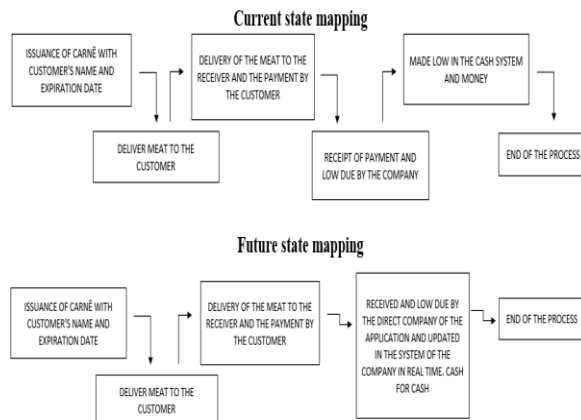 Current state mapping
ISSUANCE OF CARNÊ WITH
CUSTOMER'S NAME AND
EXPIRATION DATE
DELIVER MEAT TO THE
CUSTOMER
DELIVERY OF THE MEAT TO THE
RECEIVER AND THE PAYMENT BY
THE CUSTOMER
RECEIPT OF PAYMENT AND
LOW DUE BY THE COMPANY
MADE LOW IN THE CASH SYSTEM
AND MONEY
END OF THE PROCESS
Future state mapping
ISSUANCE OF CARNÊ WITH
CUSTOMER'S NAME AND
EXPIRATION DATE
DELIVER MEAT TO THE
CUSTOMER
DELIVERY OF THE MEAT TO THE
RECEIVER AND THE PAYMENT BY
THE CUSTOMER
RECEIVED AND LOW DUE BY
THE DIRECT COMPANY OF THE
APPLICATION AND UPDATED
IN THE SYSTEM OF THE
COMPANY IN REAL TIME. CASH
FOR CASH
END OF THE PROCESS